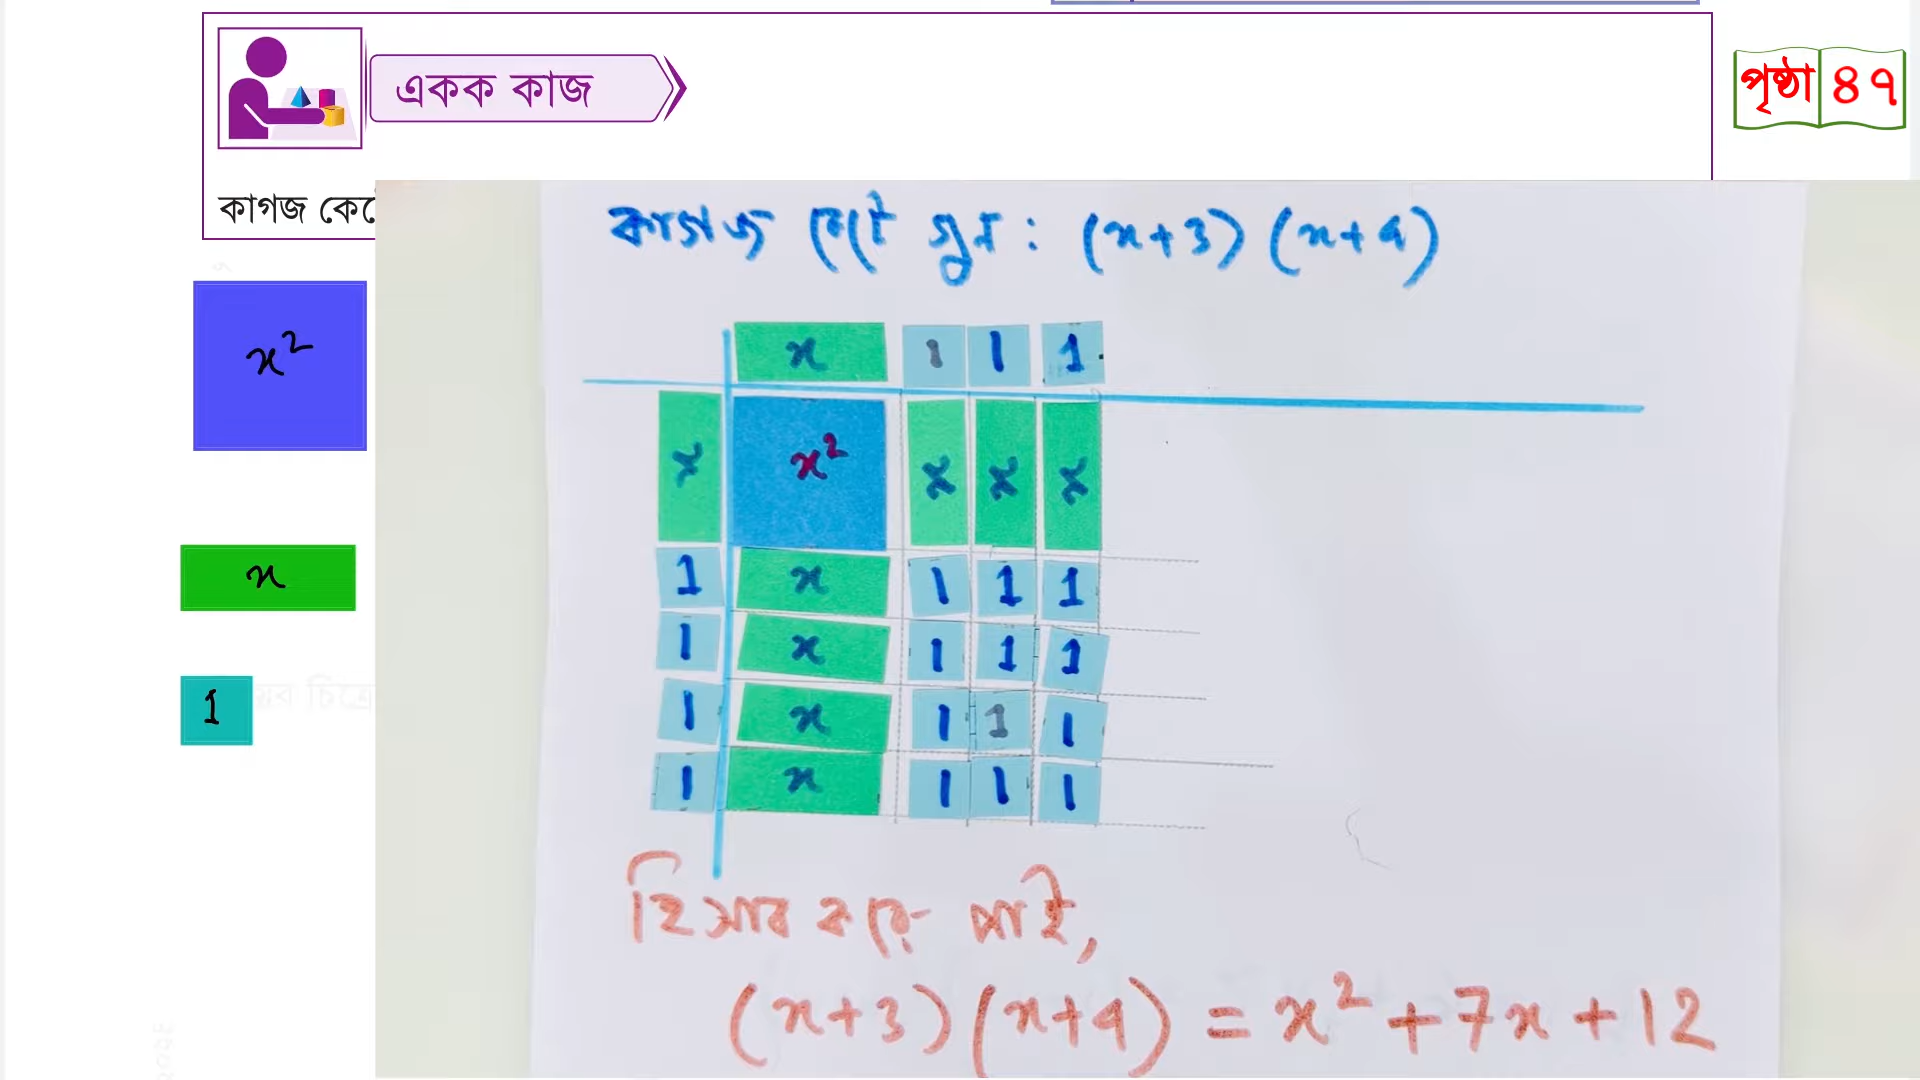 একক কাজ
পৃষ্ঠা ৪৭
কাগজ কেটে
কাগজ কেটে গুন : (x+3) (x+4)
x²
x
1
x 1 1 1
x x² x x x
1 x 1 1 1
1 x 1 1 1
1 x 1 1 1
1 x 1 1 1
হিসাব করে পাই,
(x+3) (x+4) = x² + 7x + 12